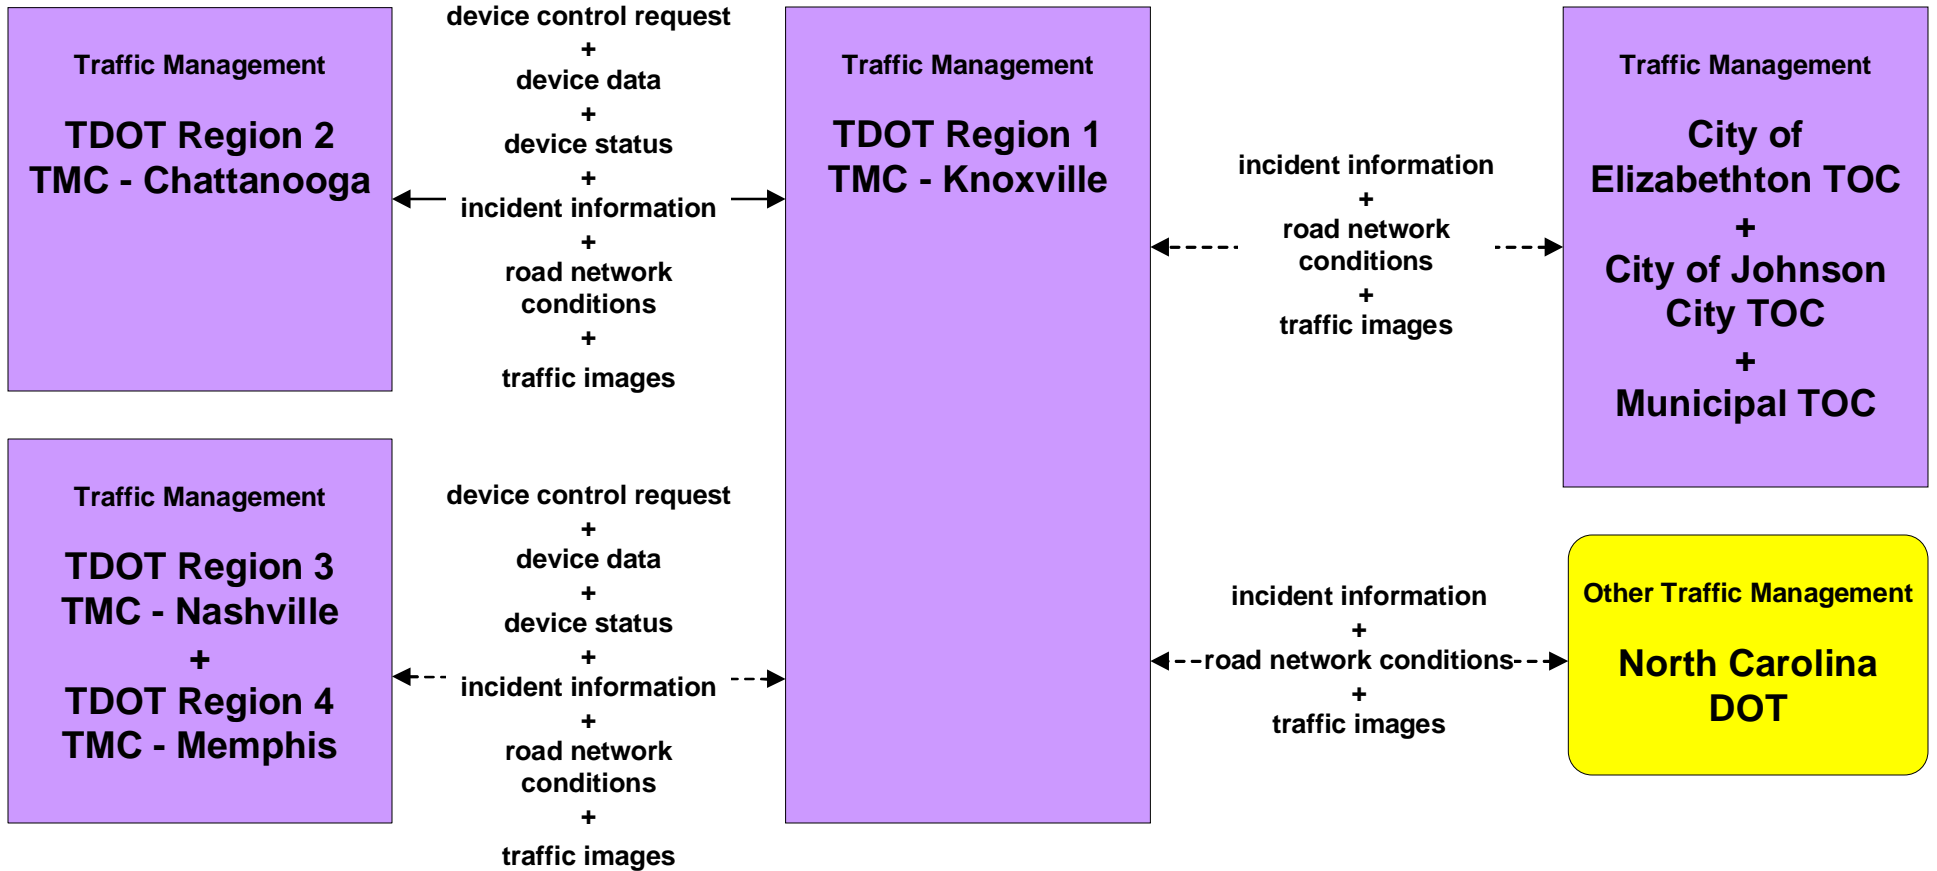 Traffic Management
TDOT Region 2
TMC - Chattanooga
device control request
+
device data
+
device status
+
incident information
+
road network
conditions
+
traffic images
Traffic Management
TDOT Region 1
TMC - Knoxville
incident information
+
road network
conditions
+
traffic images
Traffic Management
City of
Elizabethton TOC
+
City of Johnson
City TOC
+
Municipal TOC
Traffic Management
TDOT Region 3
TMC - Nashville
+
TDOT Region 4
TMC - Memphis
device control request
+
device data
+
device status
+
incident information
+
road network
conditions
+
traffic images
incident information
+
road network conditions
+
traffic images
Other Traffic Management
North Carolina
DOT